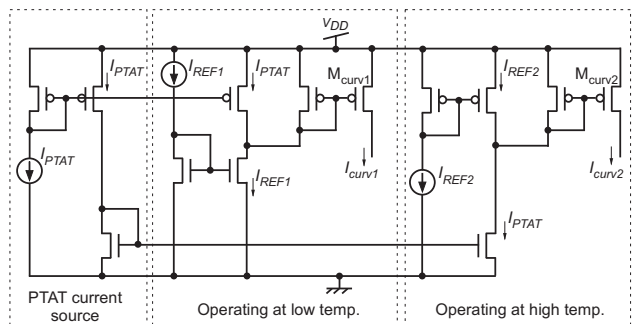 V_DD
I_PTAT
I_REF1
I_PTAT
M_curv1
I_REF2
M_curv2
I_PTAT
I_REF1
I_curv1
I_REF2
I_curv2
I_PTAT
PTAT current
source
Operating at low temp.
Operating at high temp.